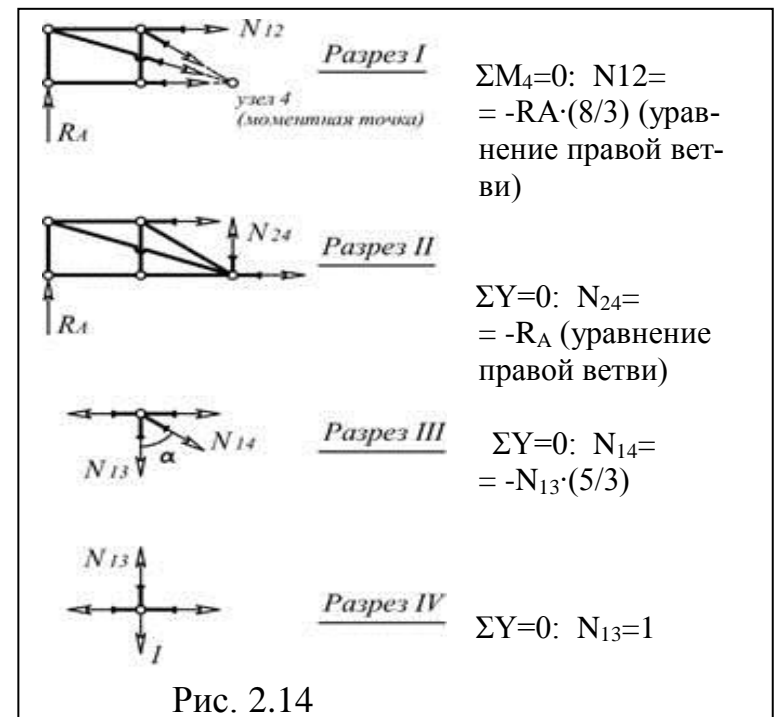 N12
Разрез I
узел 4
(моментная точка)
RA
ΣM₄=0: N12=
= -RA·(8/3) (урав-
нение правой вет-
ви)
N24
Разрез II
RA
ΣY=0: N₂₄=
= -R_A (уравнение
правой ветви)
N14
N13
α
Разрез III
ΣY=0: N₁₄=
= -N₁₃·(5/3)
N13
I
Разрез IV
ΣY=0: N₁₃=1
Рис. 2.14